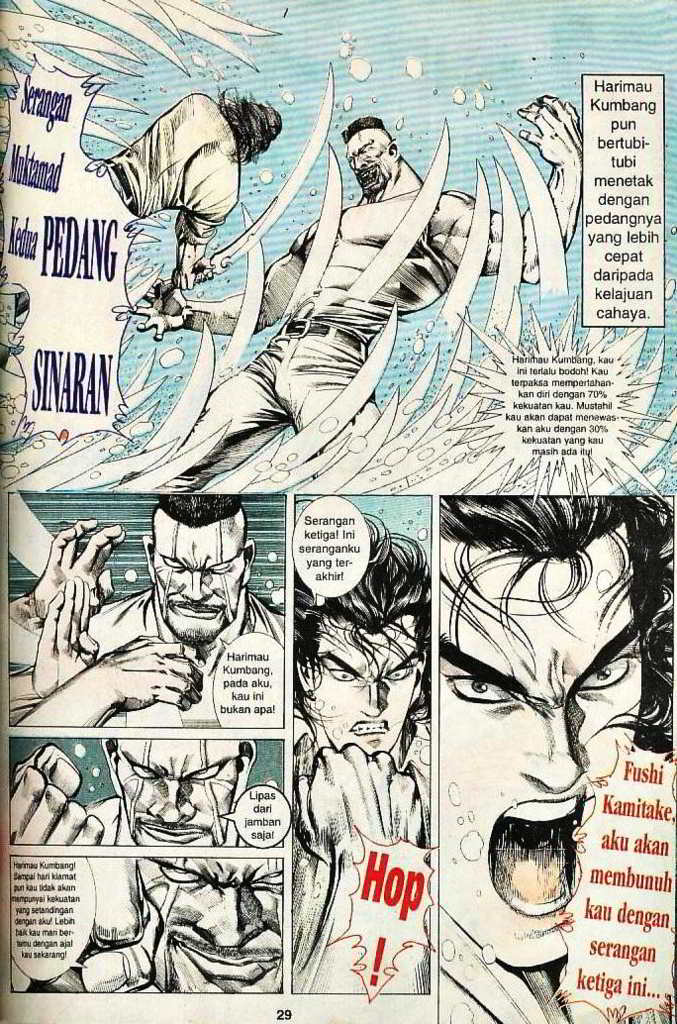 Serangan
Muktamad
Kedua PEDANG
SINARAN
Harimau
Kumbang
pun
bertubi-
tubi
menetak
dengan
pedangnya
yang lebih
cepat
daripada
kelajuan
cahaya.
Harimau Kumbang, kau
ini terlalu bodoh! Kau
terpaksa mempertahan-
kan diri dengan 70%
kekuatan kau. Mustahil
kau akan dapat menewas-
kan aku dengan 30%
kekuatan yang kau
masih ada itu!
Harimau
Kumbang,
pada aku,
kau ini
bukan apa!
Lipas
dari
jamban
saja!
Harimau Kumbang!
Sampai hari kiamat
pun kau tidak akan
mempunyai kekuatan
yang setandingan
dengan aku! Lebih
baik kau mari ber-
temu dengan ajal
kau sekarang!
Serangan
ketiga! Ini
seranganku
yang ter-
akhir!
Hop
!
Fushi
Kamitake,
aku akan
membunuh
kau dengan
serangan
ketiga ini...
29